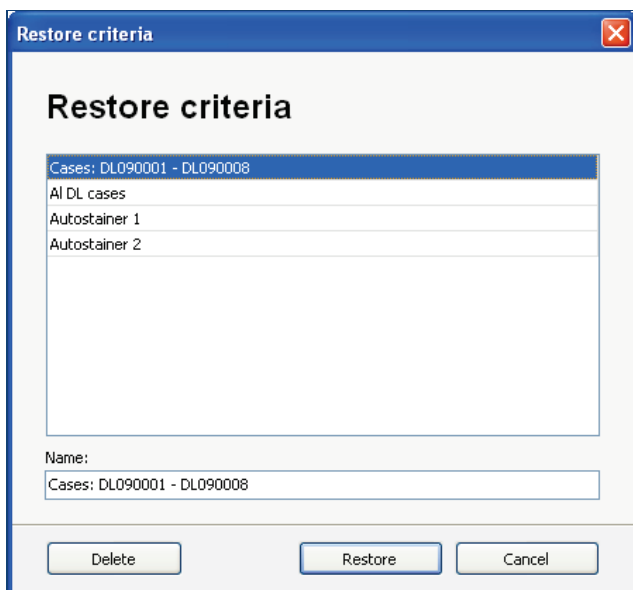 Restore criteria
Restore criteria
Cases: DL090001 - DL090008
Al DL cases
Autostainer 1
Autostainer 2
Name:
Cases: DL090001 - DL090008
Delete Restore Cancel